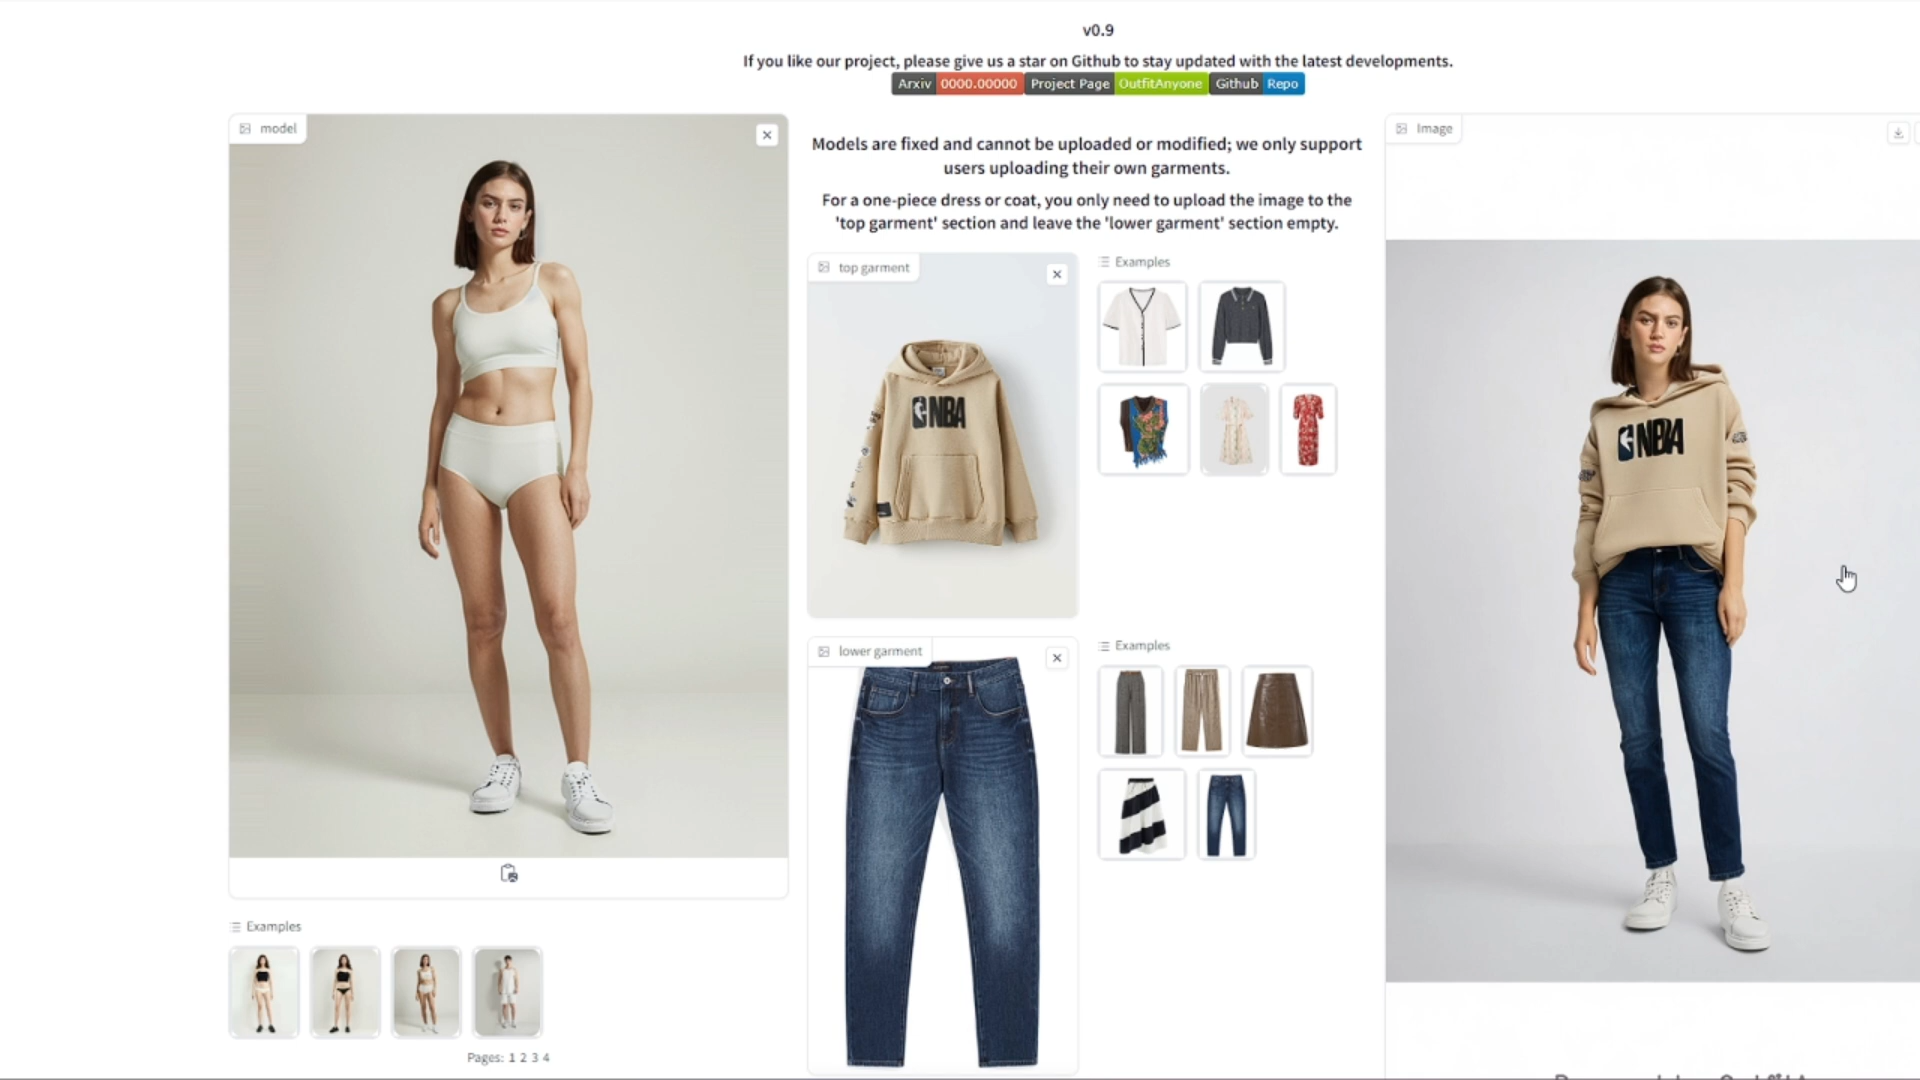 v0.9
If you like our project, please give us a star on Github to stay updated with the latest developments.
Arxiv 0000.00000 Project Page OutfitAnyone Github Repo
model
Models are fixed and cannot be uploaded or modified; we only support
users uploading their own garments.
For a one-piece dress or coat, you only need to upload the image to the
'top garment' section and leave the 'lower garment' section empty.
top garment
Examples
NBA
lower garment
Examples
Examples
Pages: 1 2 3 4
Image
NBA